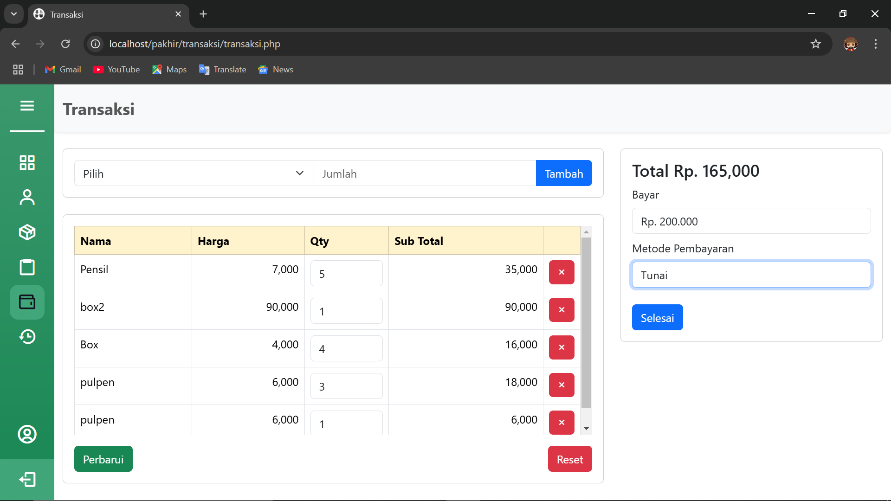 Transaksi
localhost/pakhir/transaksi/transaksi.php
Gmail YouTube Maps Translate News
Transaksi
Pilih Jumlah Tambah
Nama Harga Qty Sub Total
Pensil 7,000 5 35,000 ×
box2 90,000 1 90,000 ×
Box 4,000 4 16,000 ×
pulpen 6,000 3 18,000 ×
pulpen 6,000 1 6,000 ×
Perbarui Reset
Total Rp. 165,000
Bayar
Rp. 200.000
Metode Pembayaran
Tunai
Selesai